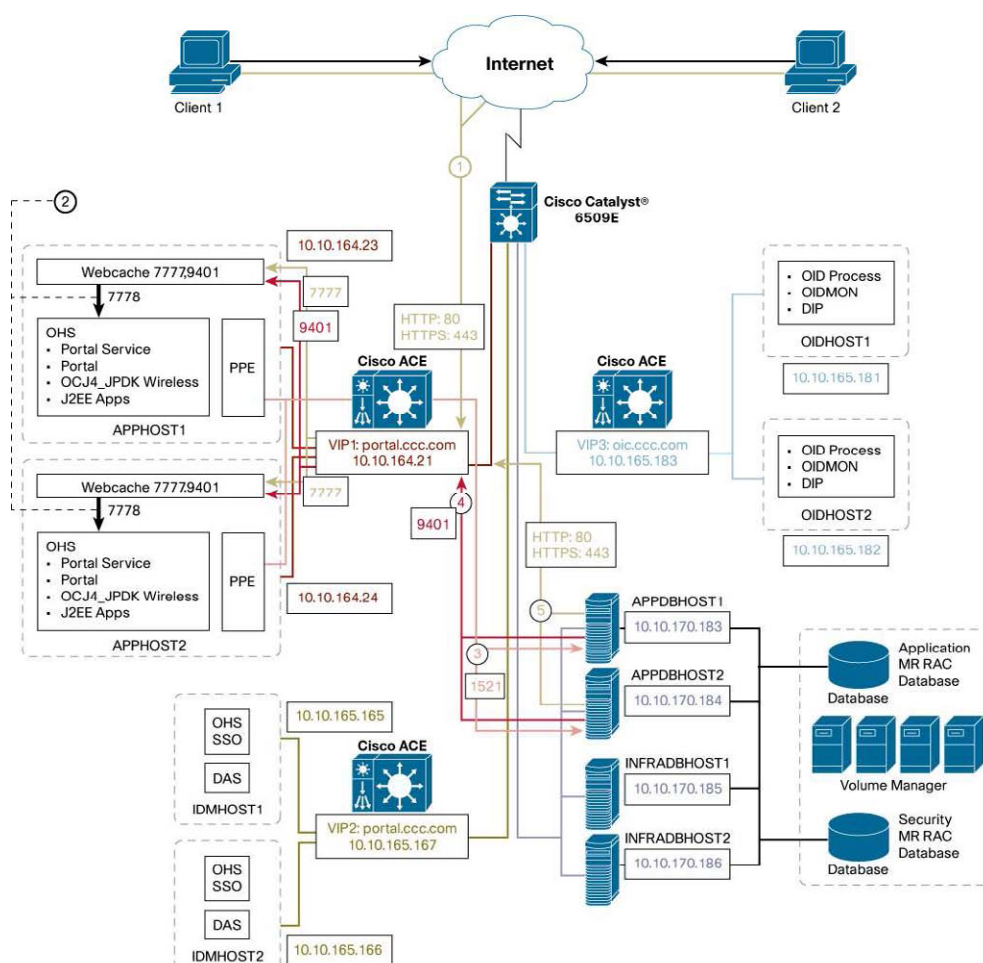 Internet
Client 1
Client 2
1
Cisco Catalyst®
6509E
2
10.10.164.23
Webcache 7777,9401
7777
7778
9401
HTTP: 80
HTTPS: 443
OHS
• Portal Service
• Portal
• OCJ4_JPDK Wireless
• J2EE Apps
PPE
APPHOST1
Cisco ACE
VIP1: portal.ccc.com
10.10.164.21
Cisco ACE
VIP3: oic.ccc.com
10.10.165.183
• OID Process
• OIDMON
• DIP
OIDHOST1
10.10.165.181
• OID Process
• OIDMON
• DIP
OIDHOST2
10.10.165.182
Webcache 7777,9401
7777
7778
4
9401
HTTP: 80
HTTPS: 443
OHS
• Portal Service
• Portal
• OCJ4_JPDK Wireless
• J2EE Apps
PPE
APPHOST2
10.10.164.24
5
3
1521
APPDBHOST1
10.10.170.183
APPDBHOST2
10.10.170.184
INFRADBHOST1
10.10.170.185
INFRADBHOST2
10.10.170.186
Application
MR RAC
Database
Database
Volume Manager
Security
MR RAC
Database
Database
OHS
SSO
DAS
IDMHOST1
10.10.165.165
Cisco ACE
VIP2: portal.ccc.com
10.10.165.167
OHS
SSO
DAS
IDMHOST2
10.10.165.166